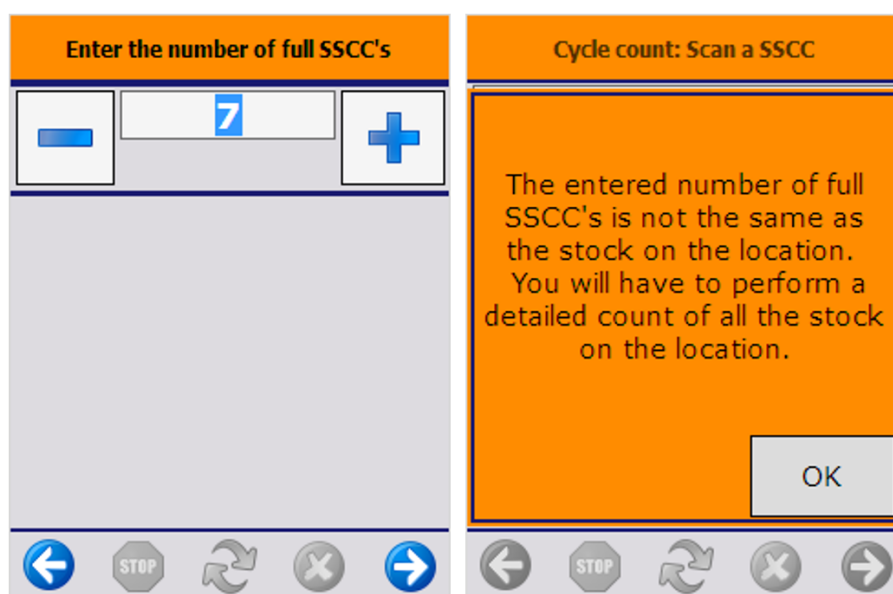 Enter the number of full SSCC's
7
STOP
Cycle count: Scan a SSCC
The entered number of full
SSCC's is not the same as
the stock on the location.
You will have to perform a
detailed count of all the stock
on the location.
OK
STOP